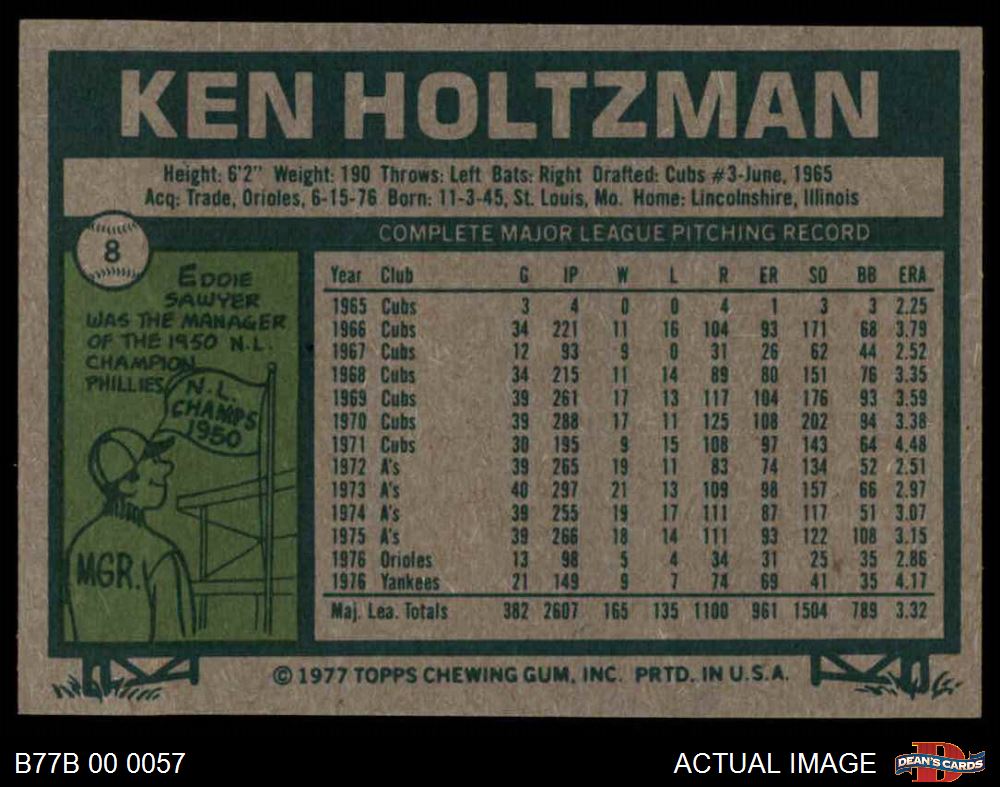 KEN HOLTZMAN
Height: 6'2" Weight: 190 Throws: Left Bats: Right Drafted: Cubs #3-June, 1965
Acq: Trade, Orioles, 6-15-76 Born: 11-3-45, St. Louis, Mo. Home: Lincolnshire, Illinois
8
EDDIE
SAWYER
WAS THE MANAGER
OF THE 1950 N.L.
CHAMPION
PHILLIES
N.L.
CHAMPS
1950
MGR.
COMPLETE MAJOR LEAGUE PITCHING RECORD
Year Club G IP W L R ER SO BB ERA
1965 Cubs 3 4 0 0 4 1 3 3 2.25
1966 Cubs 34 221 11 16 104 93 171 68 3.79
1967 Cubs 12 93 9 0 31 26 62 44 2.52
1968 Cubs 34 215 11 14 89 80 151 76 3.35
1969 Cubs 39 261 17 13 117 104 176 93 3.59
1970 Cubs 39 288 17 11 125 108 202 94 3.38
1971 Cubs 30 195 9 15 108 97 143 64 4.48
1972 A's 39 265 19 11 83 74 134 52 2.51
1973 A's 40 297 21 13 109 98 157 66 2.97
1974 A's 39 255 19 17 111 87 117 51 3.07
1975 A's 39 266 18 14 111 93 122 108 3.15
1976 Orioles 13 98 5 4 34 31 25 35 2.86
1976 Yankees 21 149 9 7 74 69 41 35 4.17
Maj. Lea. Totals 382 2607 165 135 1100 961 1504 789 3.32
© 1977 TOPPS CHEWING GUM, INC. PRTD. IN U.S.A.
B77B 00 0057
ACTUAL IMAGE
DEAN'S CARDS